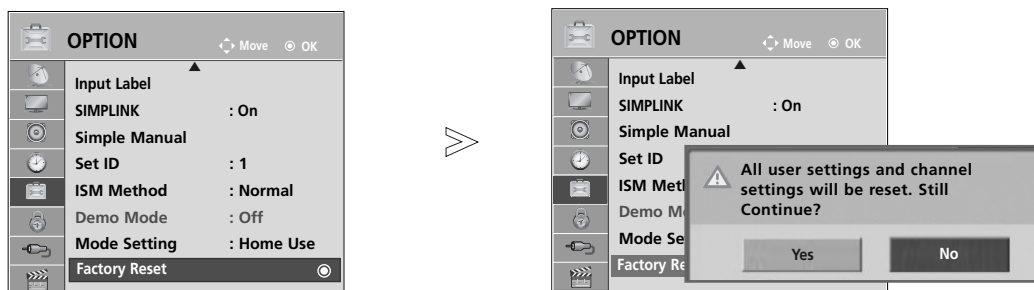 OPTION Move OK
Input Label
SIMPLINK : On
Simple Manual
Set ID : 1
ISM Method : Normal
Demo Mode : Off
Mode Setting : Home Use
Factory Reset
OPTION Move OK
Input Label
SIMPLINK : On
Simple Manual
Set ID
ISM Met
Demo M
Mode Se
Factory Re
All user settings and channel
settings will be reset. Still
Continue?
Yes No